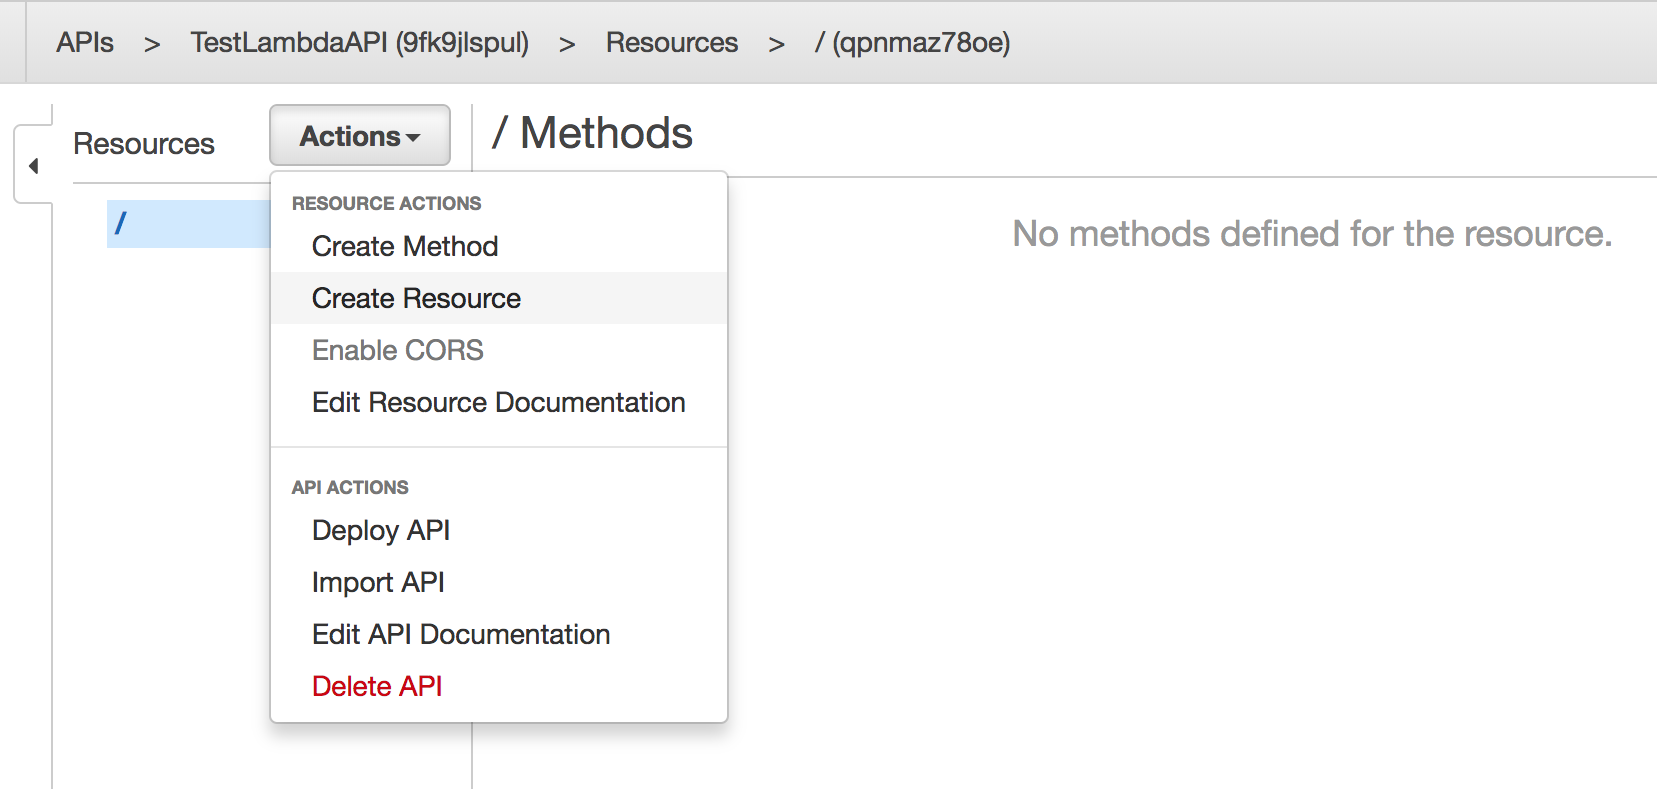 APIs > TestLambdaAPI (9fk9jlspul) > Resources > / (qpnmaz78oe)
Resources
Actions
/ Methods
/
RESOURCE ACTIONS
Create Method
Create Resource
Enable CORS
Edit Resource Documentation
API ACTIONS
Deploy API
Import API
Edit API Documentation
Delete API
No methods defined for the resource.